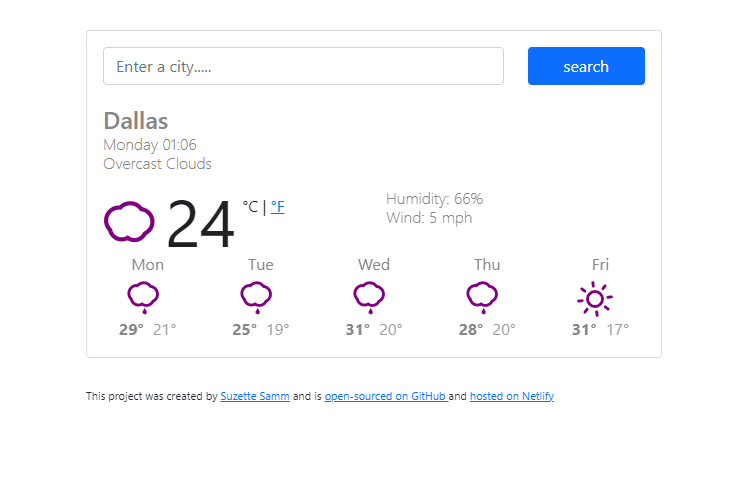 Enter a city.....
search
Dallas
Monday 01:06
Overcast Clouds
24 °C | °F
Humidity: 66%
Wind: 5 mph
Mon Tue Wed Thu Fri
29° 21° 25° 19° 31° 20° 28° 20° 31° 17°
This project was created by Suzette Samm and is open-sourced on GitHub and hosted on Netlify